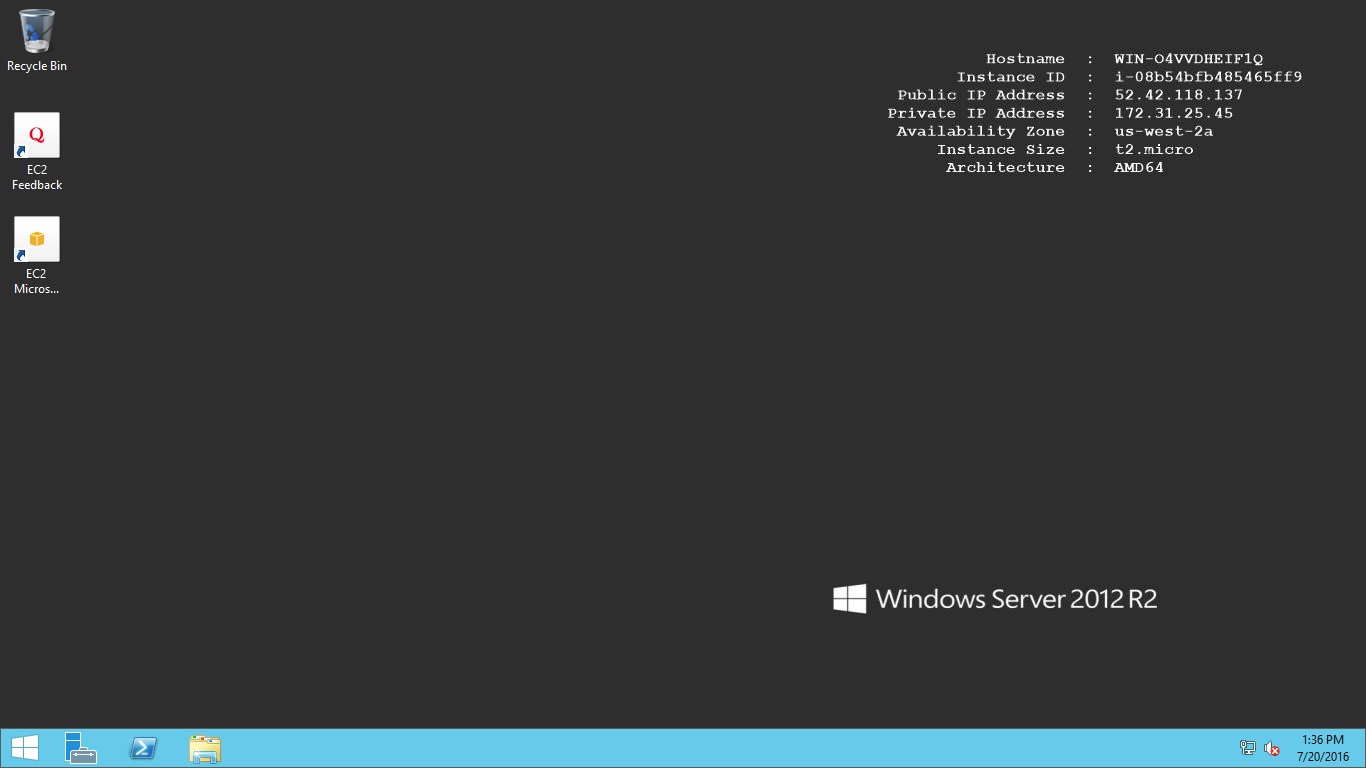 Recycle Bin
EC2
Feedback
EC2
Micros...
Hostname : WIN-O4VVDHEIF1Q
Instance ID : i-08b54bfb485465ff9
Public IP Address : 52.42.118.137
Private IP Address : 172.31.25.45
Availability Zone : us-west-2a
Instance Size : t2.micro
Architecture : AMD64
Windows Server 2012 R2
1:36 PM
7/20/2016